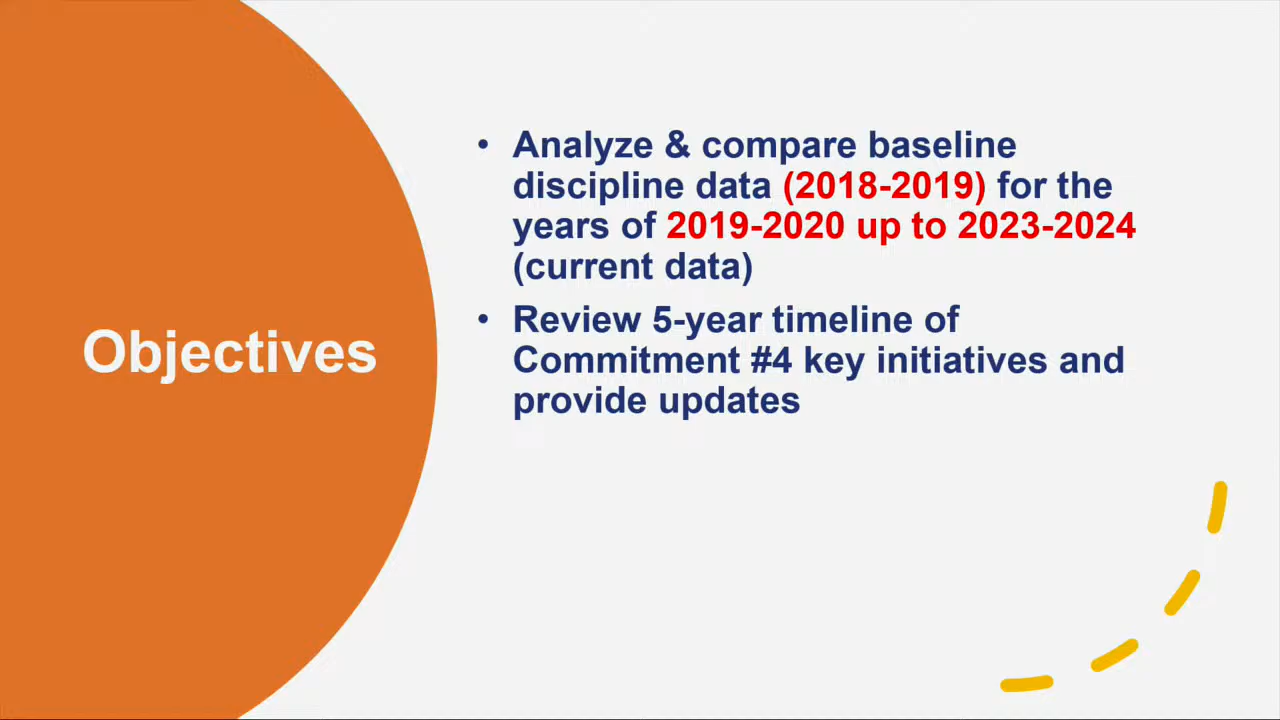 Objectives
• Analyze & compare baseline
discipline data (2018-2019) for the
years of 2019-2020 up to 2023-2024
(current data)
• Review 5-year timeline of
Commitment #4 key initiatives and
provide updates